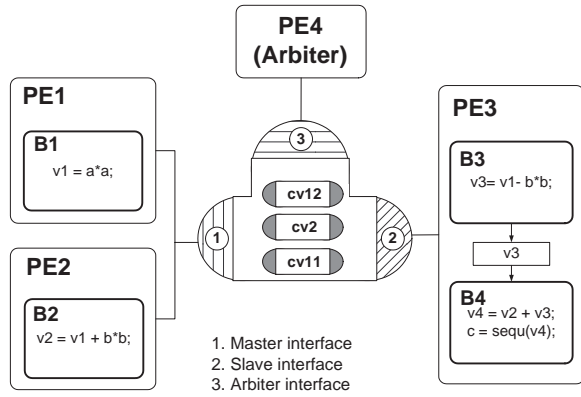 PE4
(Arbiter)
PE1
B1
v1 = a*a;
PE2
B2
v2 = v1 + b*b;
3
cv12
cv2
cv11
1
2
PE3
B3
v3= v1- b*b;
v3
B4
v4 = v2 + v3;
c = sequ(v4);
1. Master interface
2. Slave interface
3. Arbiter interface